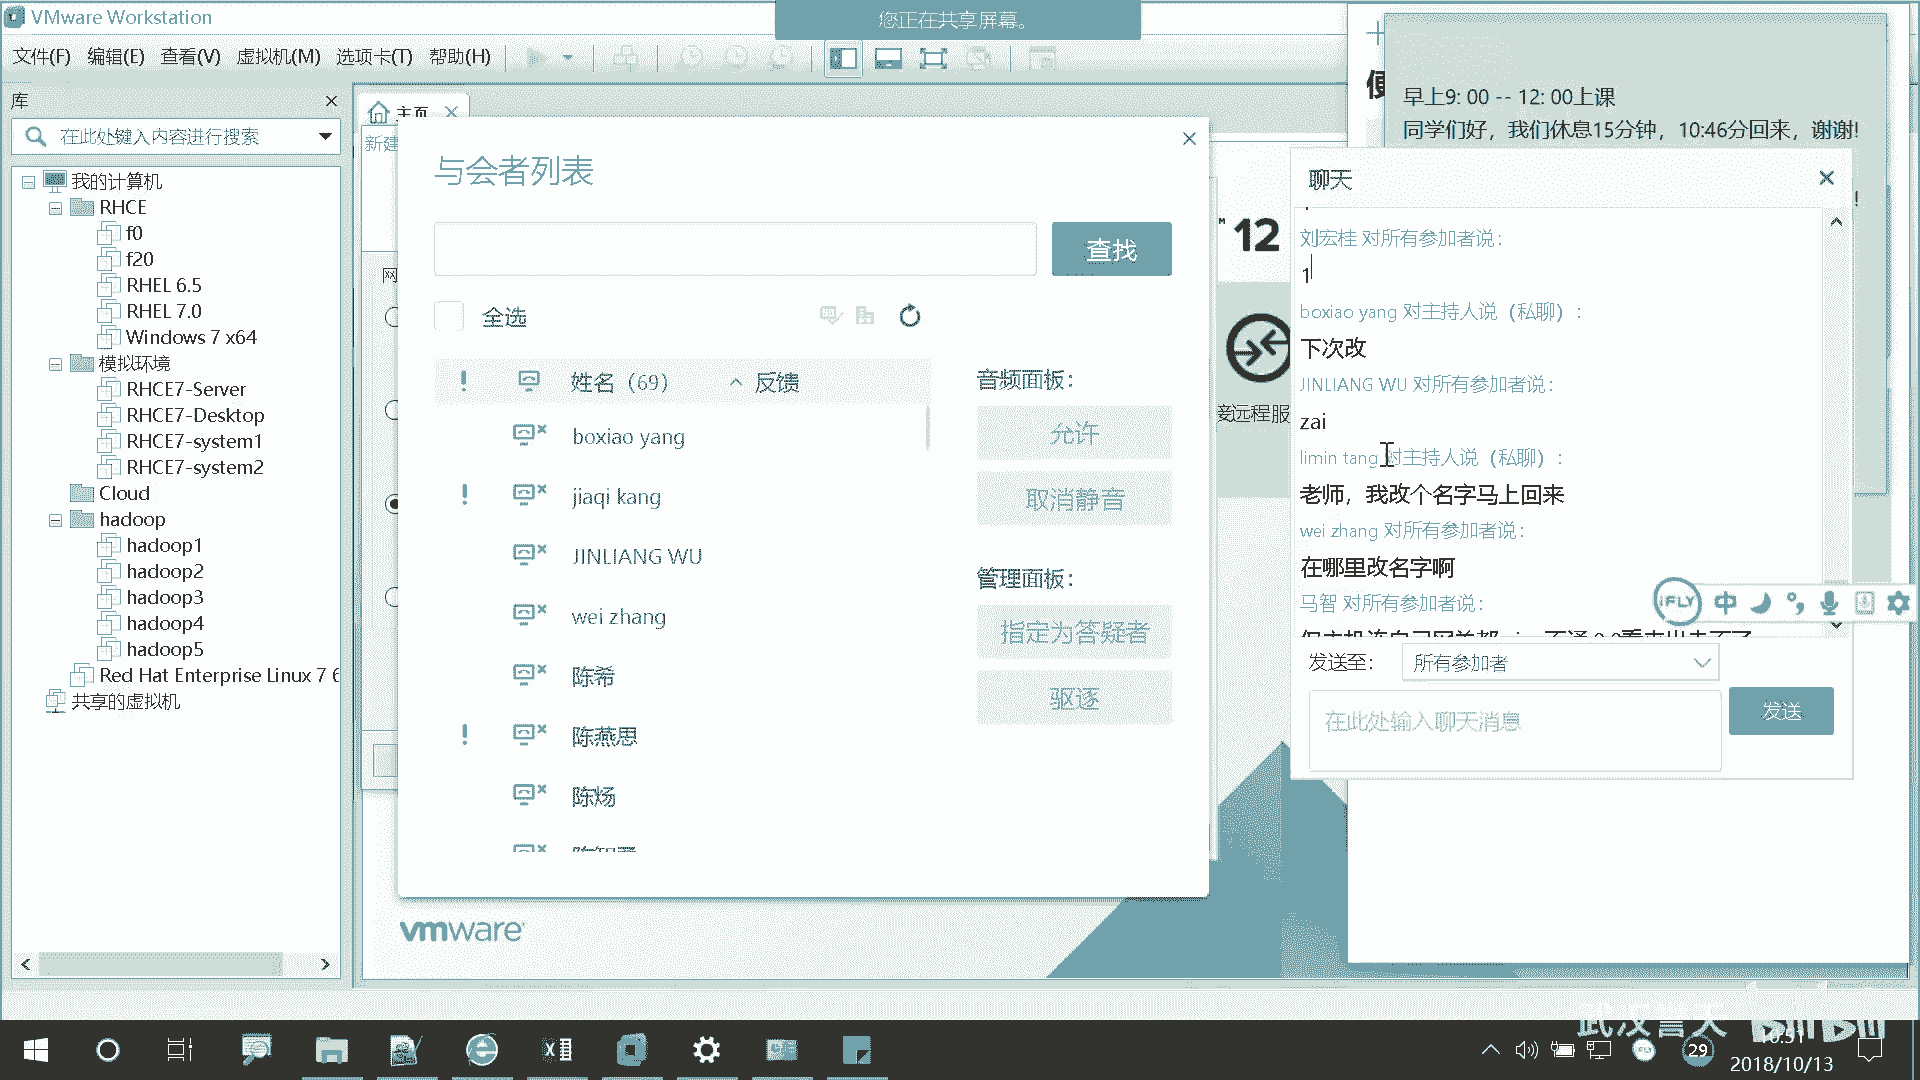 VMware Workstation
您正在共享屏幕。
文件(F) 编辑(E) 查看(V) 虚拟机(M) 选项卡(T) 帮助(H)
库
在此处键入内容进行搜索
我的计算机
RHCE
f0
f20
RHEL 6.5
RHEL 7.0
Windows 7 x64
模拟环境
RHCE7-Server
RHCE7-Desktop
RHCE7-system1
RHCE7-system2
Cloud
hadoop
hadoop1
hadoop2
hadoop3
hadoop4
hadoop5
Red Hat Enterprise Linux 7 6
共享的虚拟机
主页
新建
网
与会者列表
查找
全选
姓名（69） 反馈
boxiao yang
jiaqi kang
JINLIANG WU
wei zhang
陈希
陈燕思
陈炀
音频面板：
允许
取消静音
管理面板：
指定为答疑者
驱逐
vmware
12
接远程服
便
早上9: 00 -- 12: 00上课
同学们好，我们休息15分钟，10:46分回来，谢谢!
聊天
刘宏桂 对所有参加者说：
1
boxiao yang 对主持人说（私聊）：
下次改
JINLIANG WU 对所有参加者说：
zai
limin tang 对主持人说（私聊）：
老师，我改个名字马上回来
wei zhang 对所有参加者说：
在哪里改名字啊
马智 对所有参加者说：
iFLY 中
发送至： 所有参加者
在此处输入聊天消息
发送
29
2018/10/13